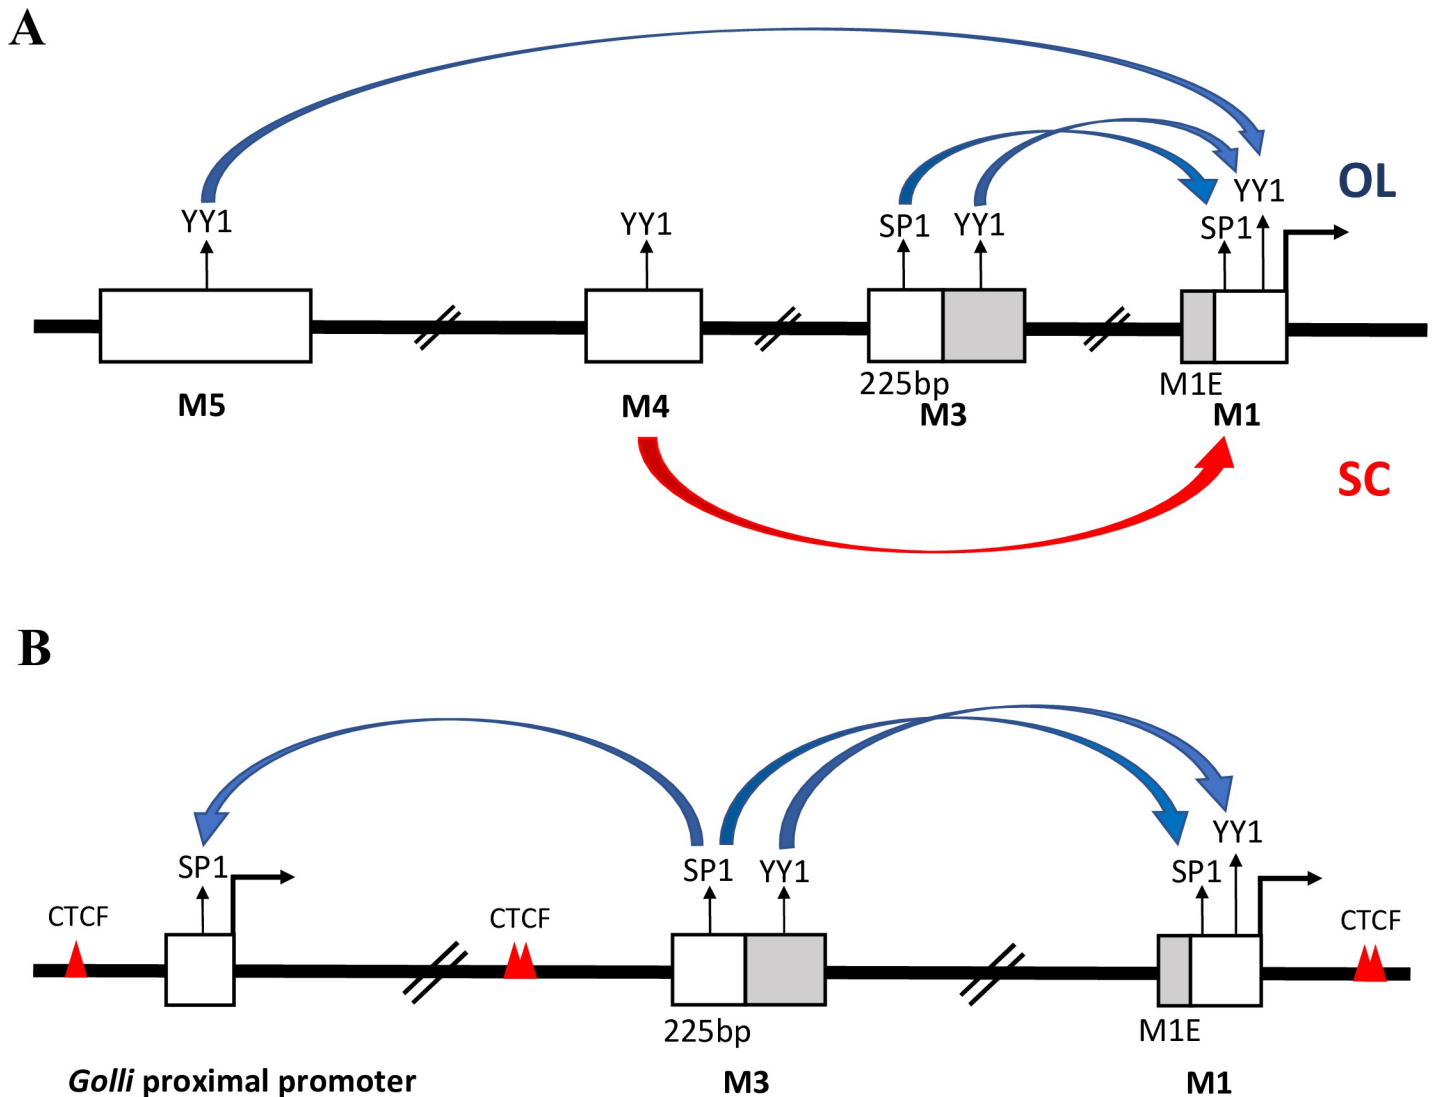 A
OL
YY1
YY1
SP1 YY1
YY1
SP1
225bp
M1E
M5
M4
M3
M1
SC
B
SP1
SP1 YY1
YY1
SP1
CTCF
CTCF
CTCF
225bp
M1E
Golli proximal promoter
M3
M1